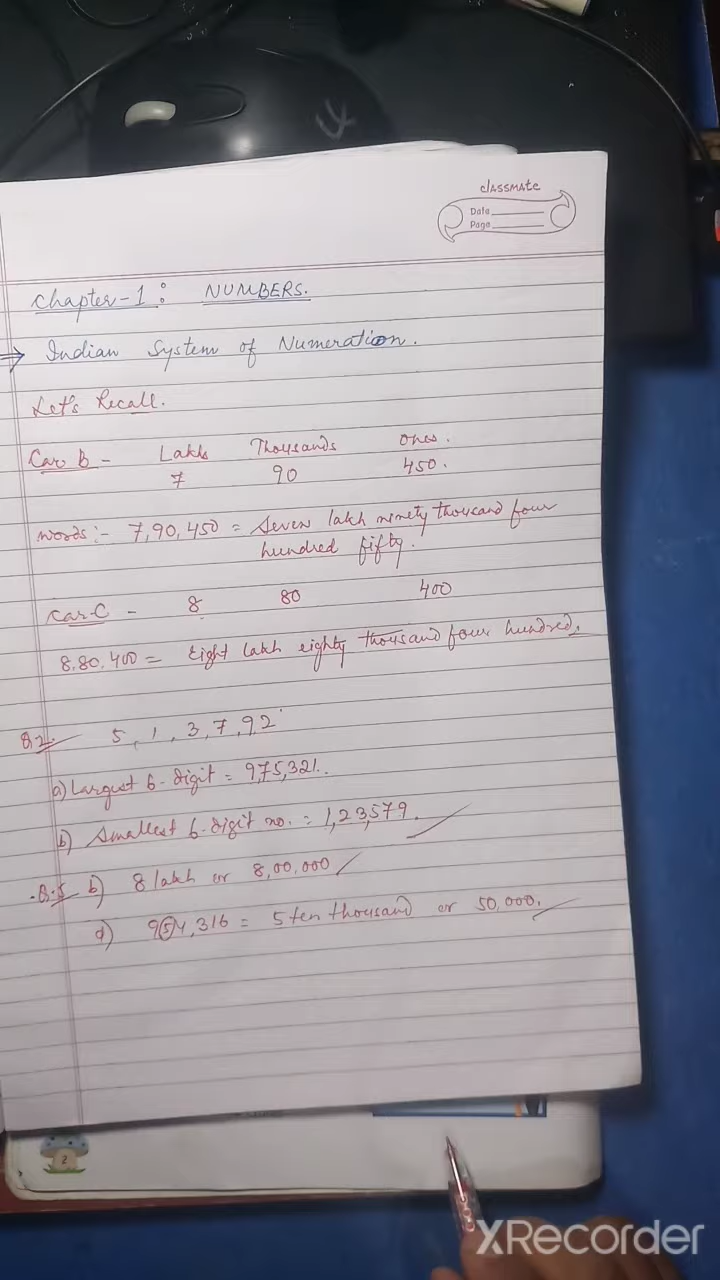 classmate
Date
Page
Chapter-1 : NUMBERS.
⇒ Indian System of Numeration.
Let's Recall.
Car B - Lakhs Thousands Ones.
7 90 450.
words:- 7,90,450 = Seven lakh ninety thousand four
hundred fifty.
Car C - 8 80 400
8,80,400 = Eight lakh eighty thousand four hundred.
Q.2. 5, 1, 3, 7, 9, 2
a) Largest 6-digit = 9,75,321.
b) Smallest 6-digit no. = 1,23,579.
Q.5 b) 8 lakh or 8,00,000
d) 954,316 = 5 ten thousand or 50,000.
2
XRecorder